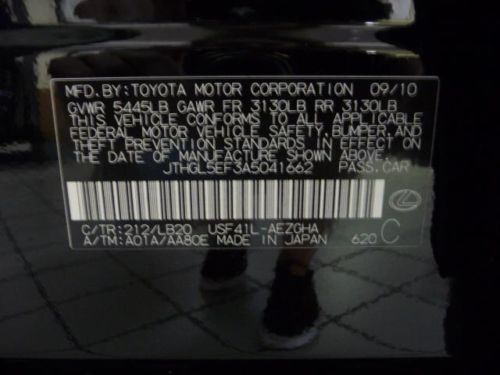 MFD.BY:TOYOTA MOTOR CORPORATION 09/10
GVWR 5445LB GAWR FR 3130LB RR 3130LB
THIS VEHICLE CONFORMS TO ALL APPLICABLE
FEDERAL MOTOR VEHICLE SAFETY, BUMPER, AND
THEFT PREVENTION STANDARDS IN EFFECT ON
THE DATE OF MANUFACTURE SHOWN ABOVE.
JTHGL5EF3A5041662 PASS.CAR
C/TR:212/LB20 USF41L-AEZGHA
A/TM:A01A/AA80E MADE IN JAPAN 620 C